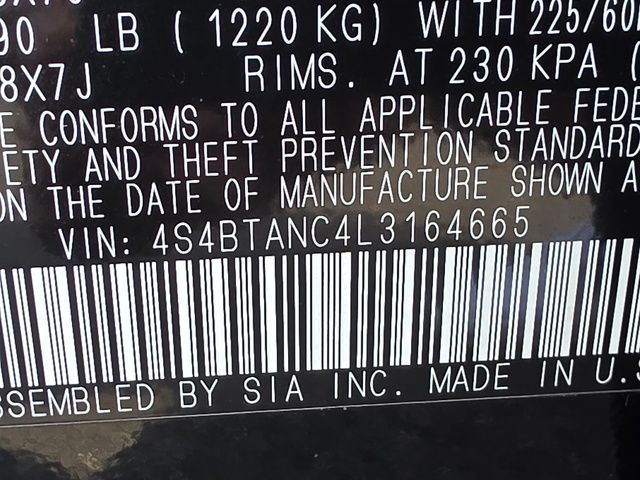 90 LB (1220 KG) WITH 225/60
8X7J RIMS. AT 230 KPA (
E CONFORMS TO ALL APPLICABLE FEDE
ETY AND THEFT PREVENTION STANDARD
ON THE DATE OF MANUFACTURE SHOWN A
VIN: 4S4BTANC4L3164665
SSEMBLED BY SIA INC. MADE IN U.S